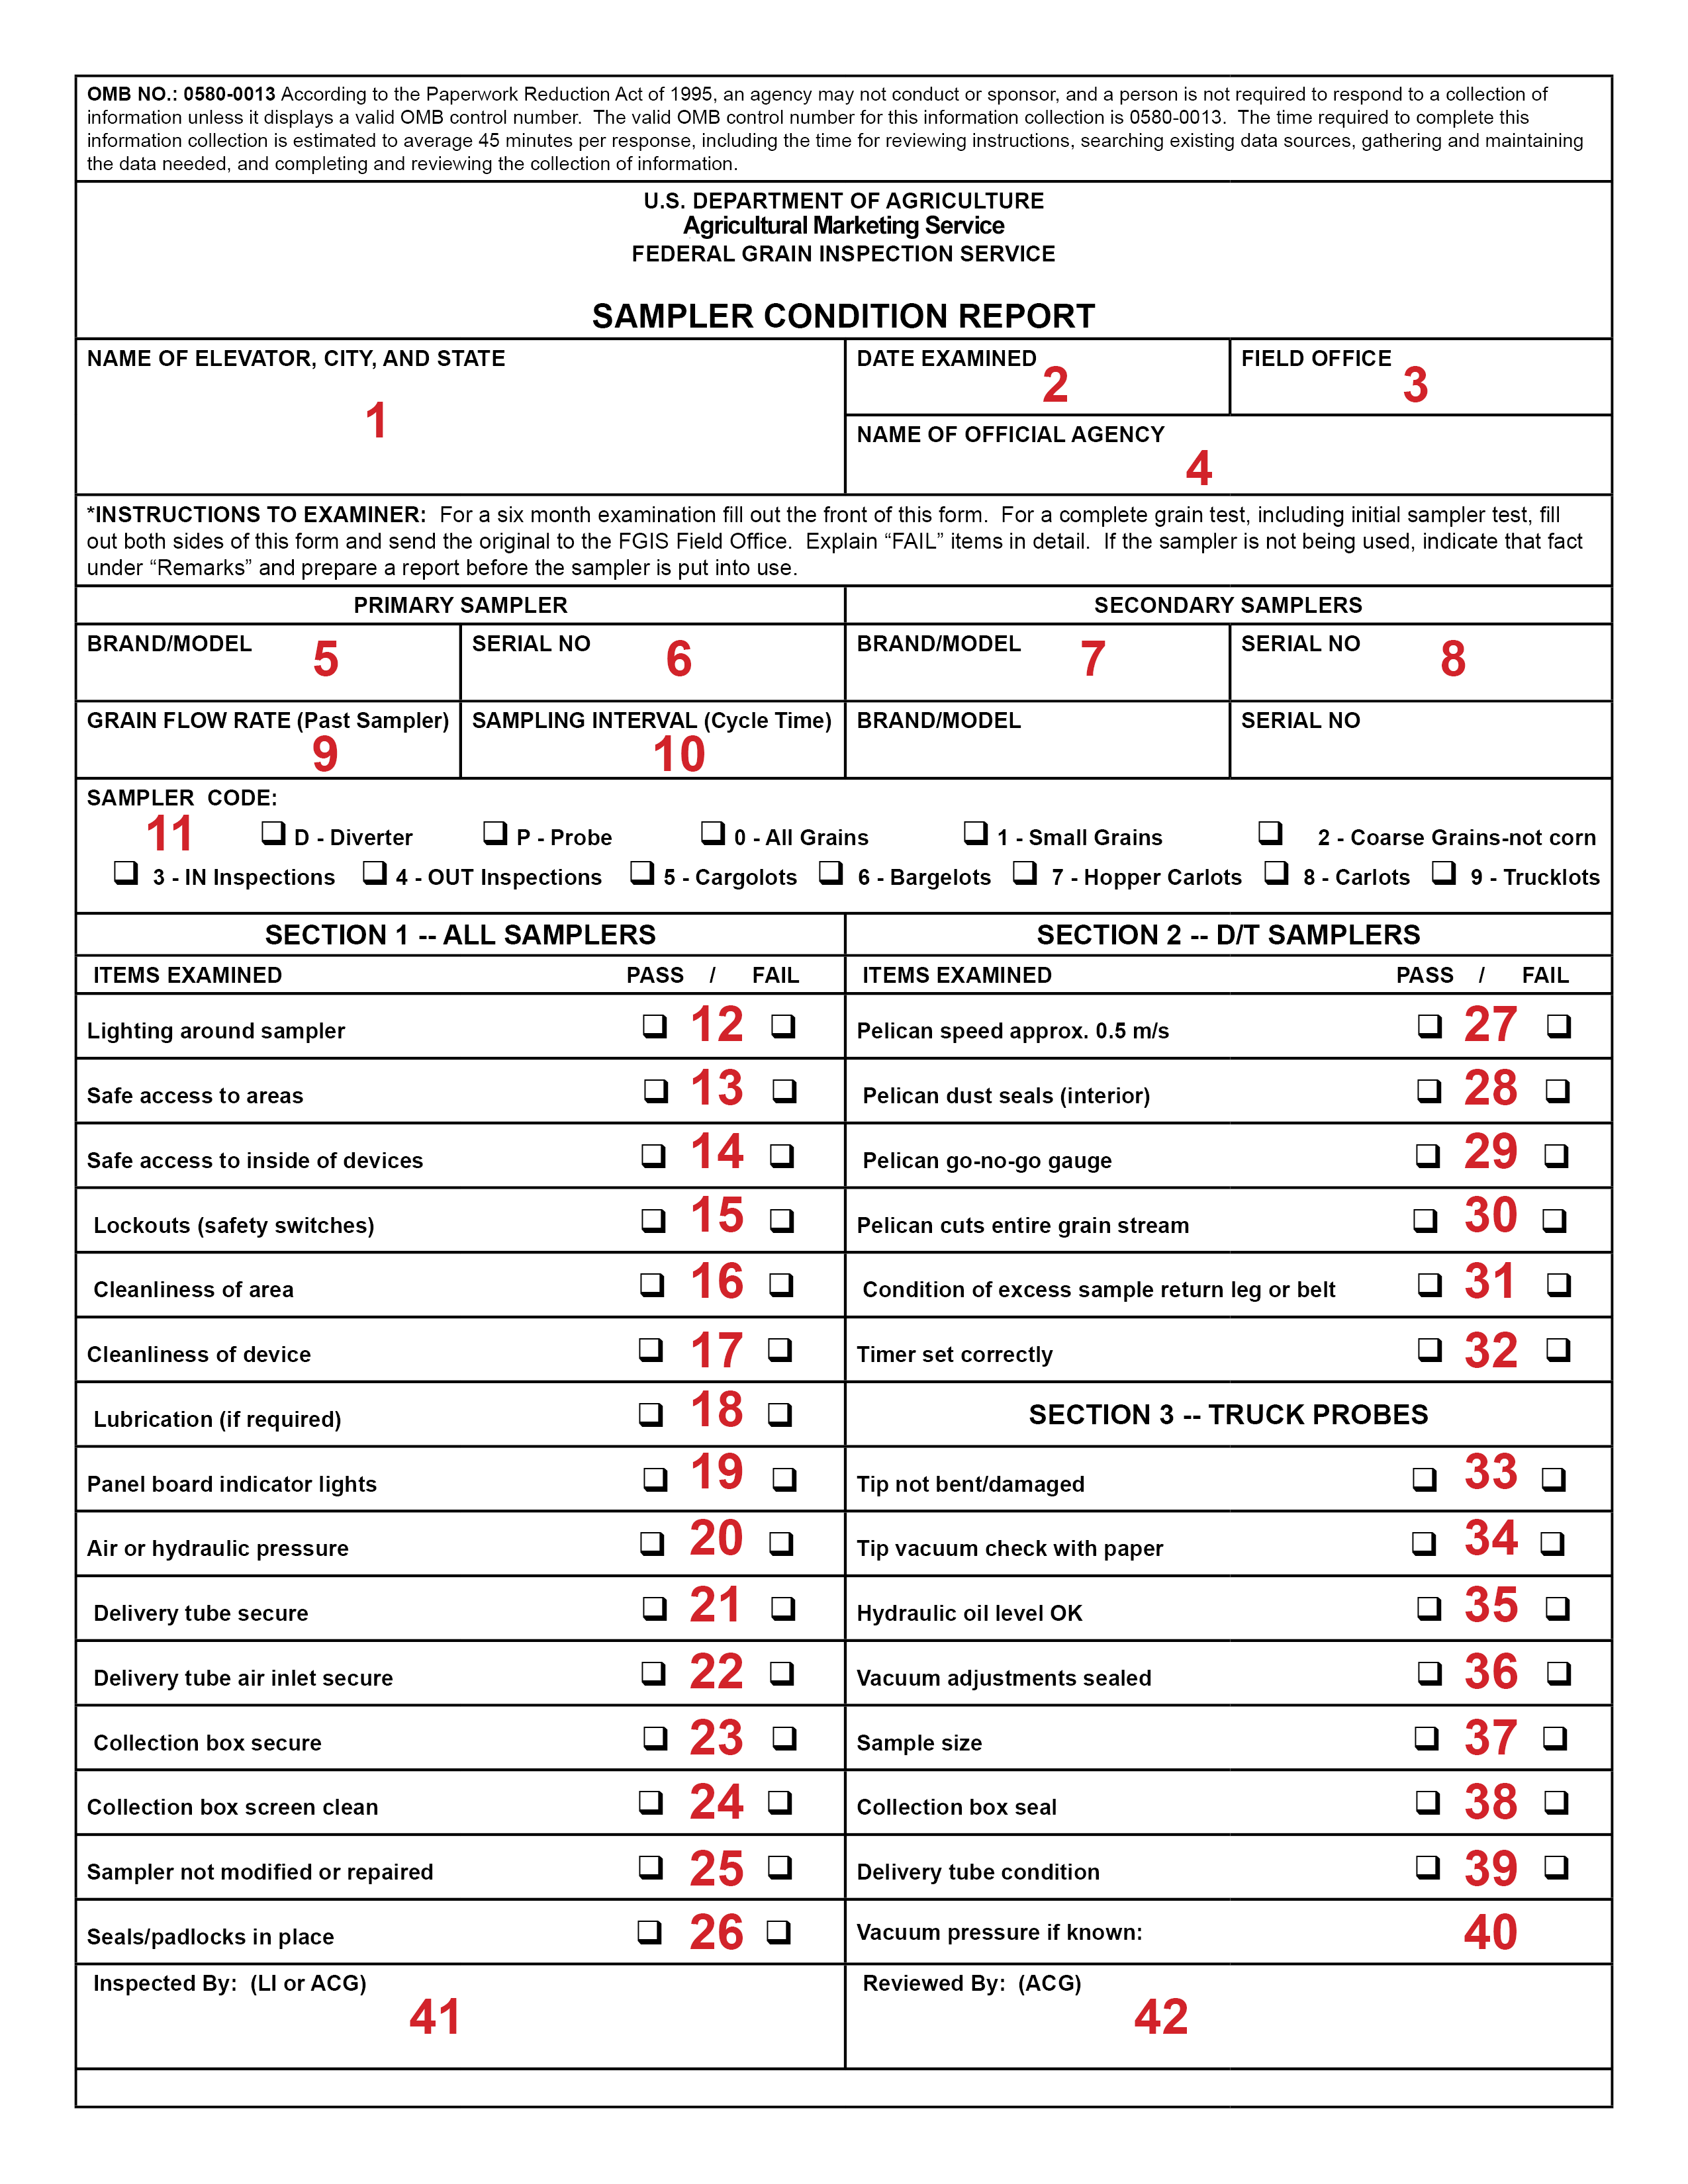 OMB NO.: 0580-0013 According to the Paperwork Reduction Act of 1995, an agency may not conduct or sponsor, and a person is not required to respond to a collection of
information unless it displays a valid OMB control number. The valid OMB control number for this information collection is 0580-0013. The time required to complete this
information collection is estimated to average 45 minutes per response, including the time for reviewing instructions, searching existing data sources, gathering and maintaining
the data needed, and completing and reviewing the collection of information.
U.S. DEPARTMENT OF AGRICULTURE
Agricultural Marketing Service
FEDERAL GRAIN INSPECTION SERVICE
SAMPLER CONDITION REPORT
NAME OF ELEVATOR, CITY, AND STATE
1
DATE EXAMINED
2
FIELD OFFICE
3
NAME OF OFFICIAL AGENCY
4
*INSTRUCTIONS TO EXAMINER: For a six month examination fill out the front of this form. For a complete grain test, including initial sampler test, fill
out both sides of this form and send the original to the FGIS Field Office. Explain “FAIL” items in detail. If the sampler is not being used, indicate that fact
under “Remarks” and prepare a report before the sampler is put into use.
PRIMARY SAMPLER
SECONDARY SAMPLERS
BRAND/MODEL 5
SERIAL NO 6
BRAND/MODEL 7
SERIAL NO 8
GRAIN FLOW RATE (Past Sampler)
9
SAMPLING INTERVAL (Cycle Time)
10
BRAND/MODEL
SERIAL NO
SAMPLER CODE:
11 ❑ D - Diverter ❑ P - Probe ❑ 0 - All Grains ❑ 1 - Small Grains ❑ 2 - Coarse Grains-not corn
❑ 3 - IN Inspections ❑ 4 - OUT Inspections ❑ 5 - Cargolots ❑ 6 - Bargelots ❑ 7 - Hopper Carlots ❑ 8 - Carlots ❑ 9 - Trucklots
SECTION 1 -- ALL SAMPLERS
ITEMS EXAMINED PASS / FAIL
Lighting around sampler ❑ 12 ❑
Safe access to areas ❑ 13 ❑
Safe access to inside of devices ❑ 14 ❑
Lockouts (safety switches) ❑ 15 ❑
Cleanliness of area ❑ 16 ❑
Cleanliness of device ❑ 17 ❑
Lubrication (if required) ❑ 18 ❑
Panel board indicator lights ❑ 19 ❑
Air or hydraulic pressure ❑ 20 ❑
Delivery tube secure ❑ 21 ❑
Delivery tube air inlet secure ❑ 22 ❑
Collection box secure ❑ 23 ❑
Collection box screen clean ❑ 24 ❑
Sampler not modified or repaired ❑ 25 ❑
Seals/padlocks in place ❑ 26 ❑
SECTION 2 -- D/T SAMPLERS
ITEMS EXAMINED PASS / FAIL
Pelican speed approx. 0.5 m/s ❑ 27 ❑
Pelican dust seals (interior) ❑ 28 ❑
Pelican go-no-go gauge ❑ 29 ❑
Pelican cuts entire grain stream ❑ 30 ❑
Condition of excess sample return leg or belt ❑ 31 ❑
Timer set correctly ❑ 32 ❑
SECTION 3 -- TRUCK PROBES
Tip not bent/damaged ❑ 33 ❑
Tip vacuum check with paper ❑ 34 ❑
Hydraulic oil level OK ❑ 35 ❑
Vacuum adjustments sealed ❑ 36 ❑
Sample size ❑ 37 ❑
Collection box seal ❑ 38 ❑
Delivery tube condition ❑ 39 ❑
Vacuum pressure if known: 40
Inspected By: (LI or ACG)
41
Reviewed By: (ACG)
42